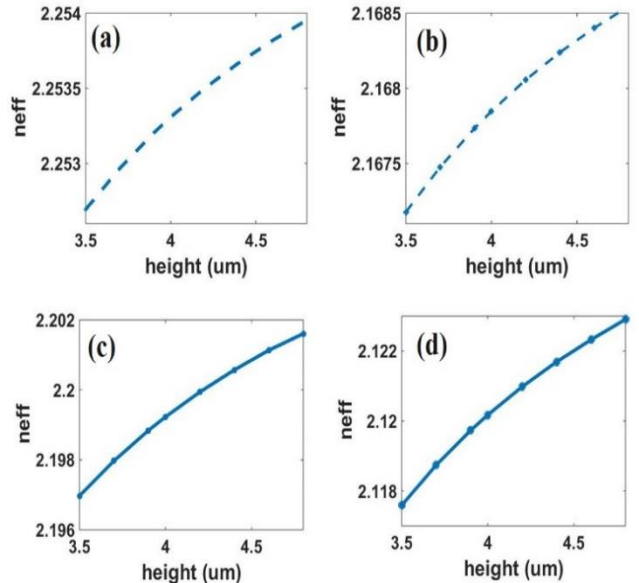 (a)
neff
2.254
2.2535
2.253
3.5 4 4.5
height (um)
(b)
neff
2.1685
2.168
2.1675
3.5 4 4.5
height (um)
(c)
neff
2.202
2.2
2.198
2.196
3.5 4 4.5
height (um)
(d)
neff
2.122
2.12
2.118
3.5 4 4.5
height (um)